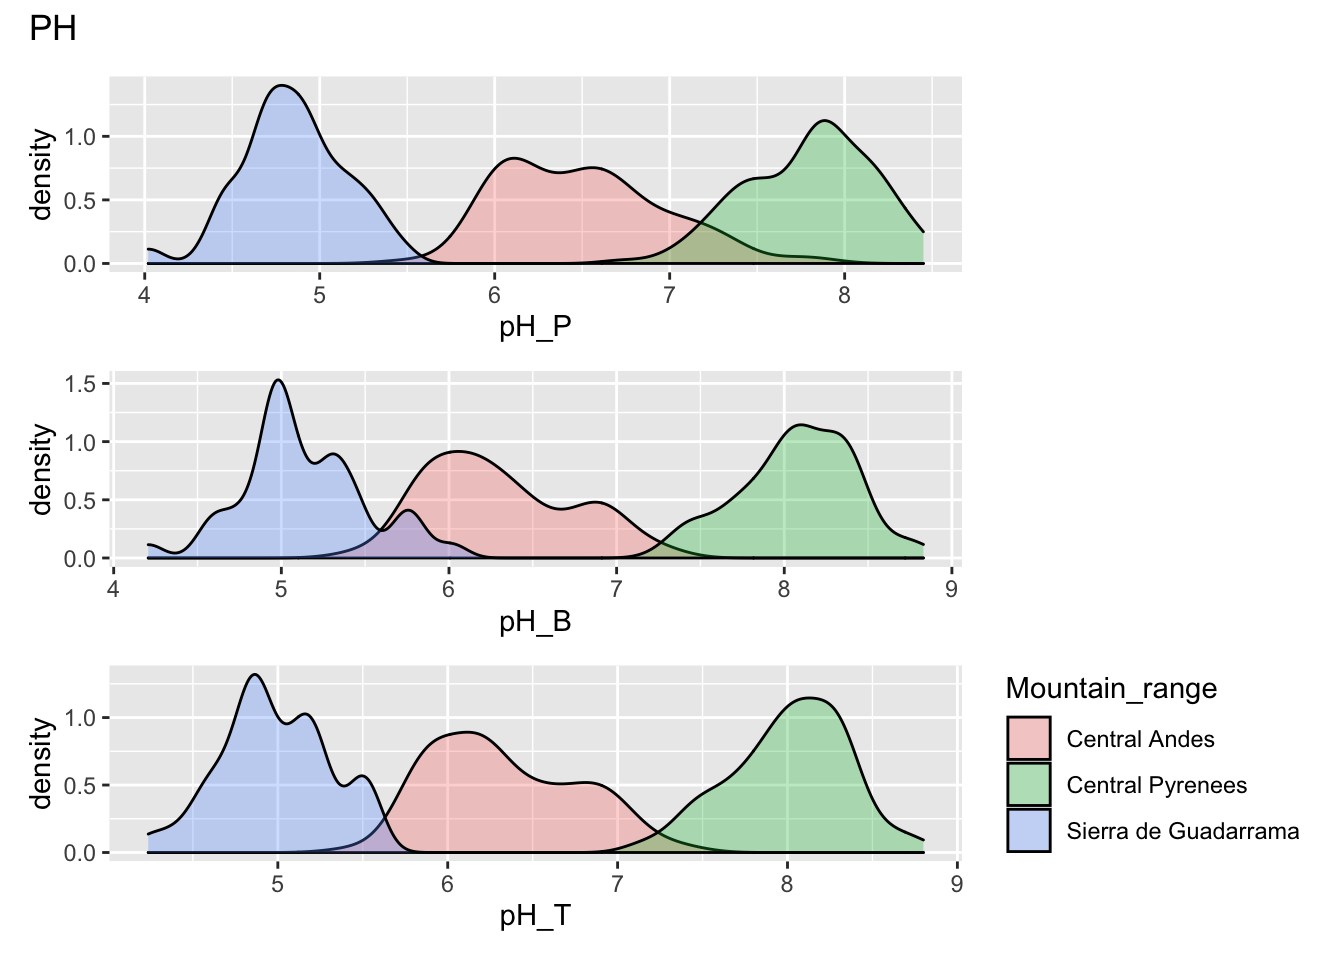 PH
density
1.0
0.5
0.0
4 5 6 7 8
pH_P
density
1.5
1.0
0.5
0.0
4 5 6 7 8 9
pH_B
density
1.0
0.5
0.0
5 6 7 8 9
pH_T
Mountain_range
Central Andes
Central Pyrenees
Sierra de Guadarrama